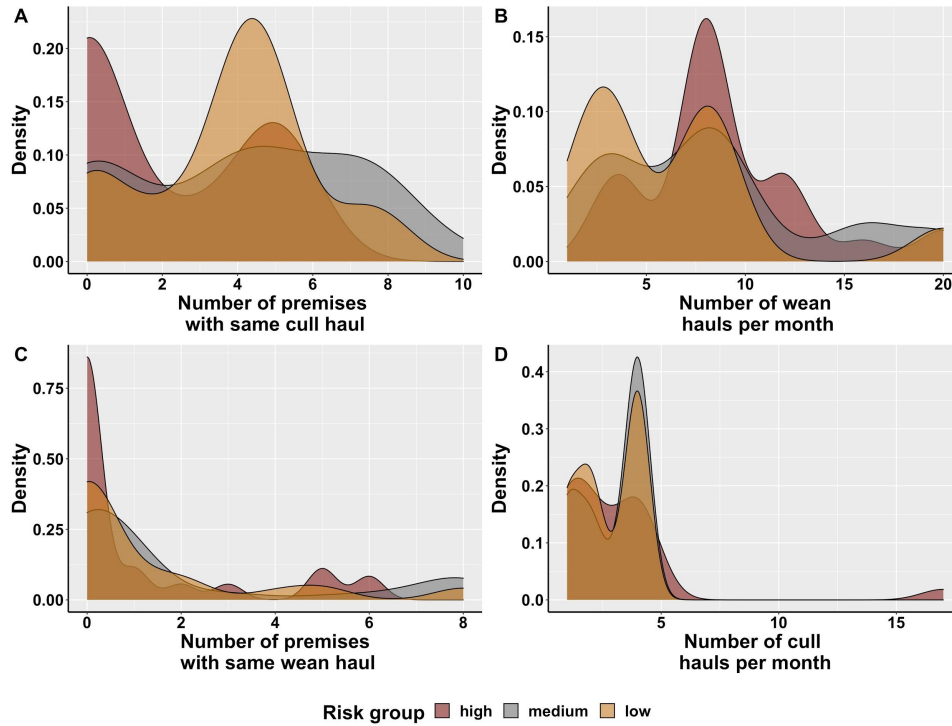 A
Density
0.20
0.15
0.10
0.05
0.00
0 2 4 6 8 10
Number of premises
with same cull haul
B
Density
0.15
0.10
0.05
0.00
5 10 15 20
Number of wean
hauls per month
C
Density
0.75
0.50
0.25
0.00
0 2 4 6 8
Number of premises
with same wean haul
D
Density
0.4
0.3
0.2
0.1
0.0
5 10 15
Number of cull
hauls per month
Risk group high medium low